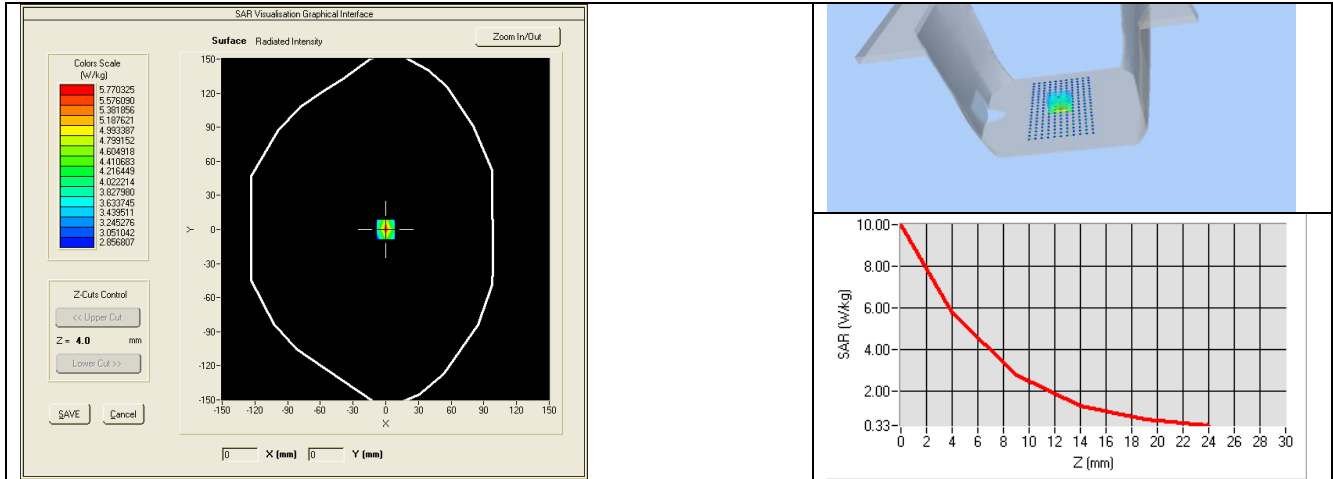 SAR Visualisation Graphical Interface
Surface Radiated Intensity
Zoom In/Out
Colors Scale
(W/kg)
5.770325
5.576090
5.381856
5.187621
4.993387
4.799152
4.604918
4.410683
4.216449
4.022214
3.827980
3.633745
3.439511
3.245276
3.051042
2.856807
Z-Cuts Control
<< Upper Cut
Z = 4.0 mm
Lower Cut >>
SAVE Cancel
150
120
90
60
30
0
-30
-60
-90
-120
-150
Y
-150 -120 -90 -60 -30 0 30 60 90 120 150
X
0 X (mm) 0 Y (mm)
10.00
8.00
6.00
4.00
2.00
0.33
SAR (W/kg)
0 2 4 6 8 10 12 14 16 18 20 22 24 26 28 30
Z (mm)